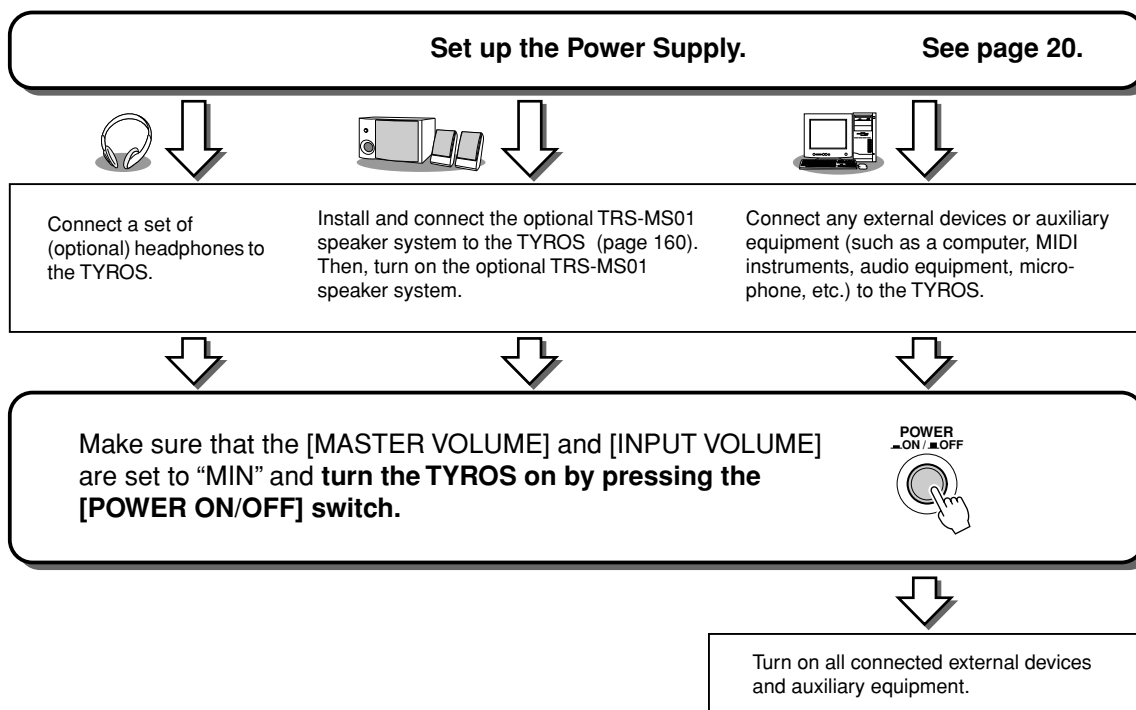 Set up the Power Supply. See page 20.
Connect a set of
(optional) headphones to
the TYROS.
Install and connect the optional TRS-MS01
speaker system to the TYROS (page 160).
Then, turn on the optional TRS-MS01
speaker system.
Connect any external devices or auxiliary
equipment (such as a computer, MIDI
instruments, audio equipment, micro-
phone, etc.) to the TYROS.
Make sure that the [MASTER VOLUME] and [INPUT VOLUME]
are set to “MIN” and turn the TYROS on by pressing the
[POWER ON/OFF] switch.
POWER
ON / OFF
Turn on all connected external devices
and auxiliary equipment.